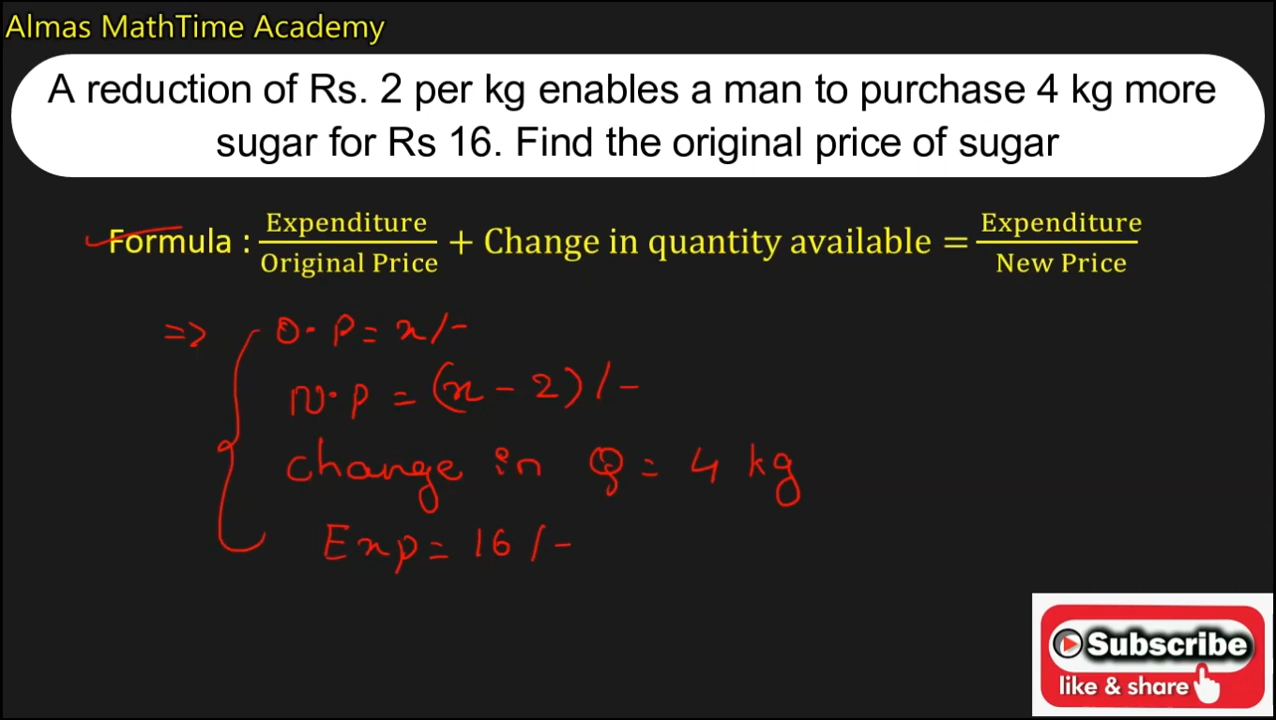 Almas MathTime Academy
A reduction of Rs. 2 per kg enables a man to purchase 4 kg more
sugar for Rs 16. Find the original price of sugar
Formula : Expenditure/Original Price + Change in quantity available = Expenditure/New Price
=> O.P = x/-
N.P = (x - 2)/-
change in Q = 4 kg
Exp = 16/-
Subscribe
like & share